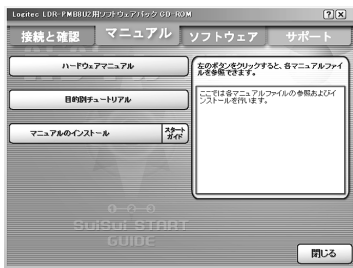 Logitec LDR-PMB8U2用ソフトウェアパック CD-ROM
接続と確認 マニュアル ソフトウェア サポート
ハードウェアマニュアル
目的別チュートリアル
マニュアルのインストール
スタート
ガイド
左のボタンをクリックすると、各マニュアルファイ
ルを参照できます。
ここでは各マニュアルファイルの参照およびイ
ンストールを行います。
SuiSui START
GUIDE
閉じる